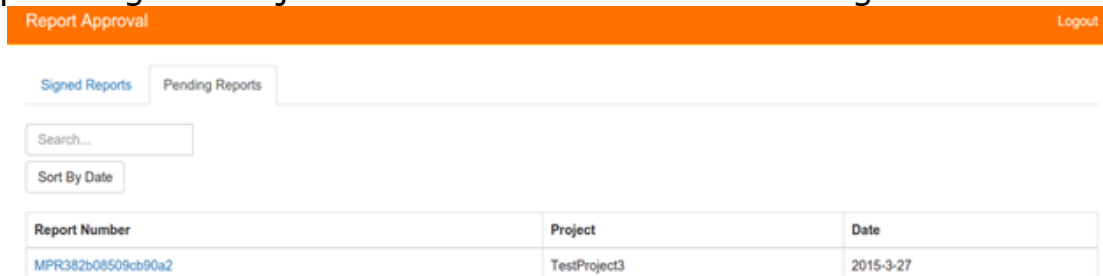 Report Approval Logout
Signed Reports Pending Reports
Search...
Sort By Date
Report Number Project Date
MPR382b08509cb90a2 TestProject3 2015-3-27